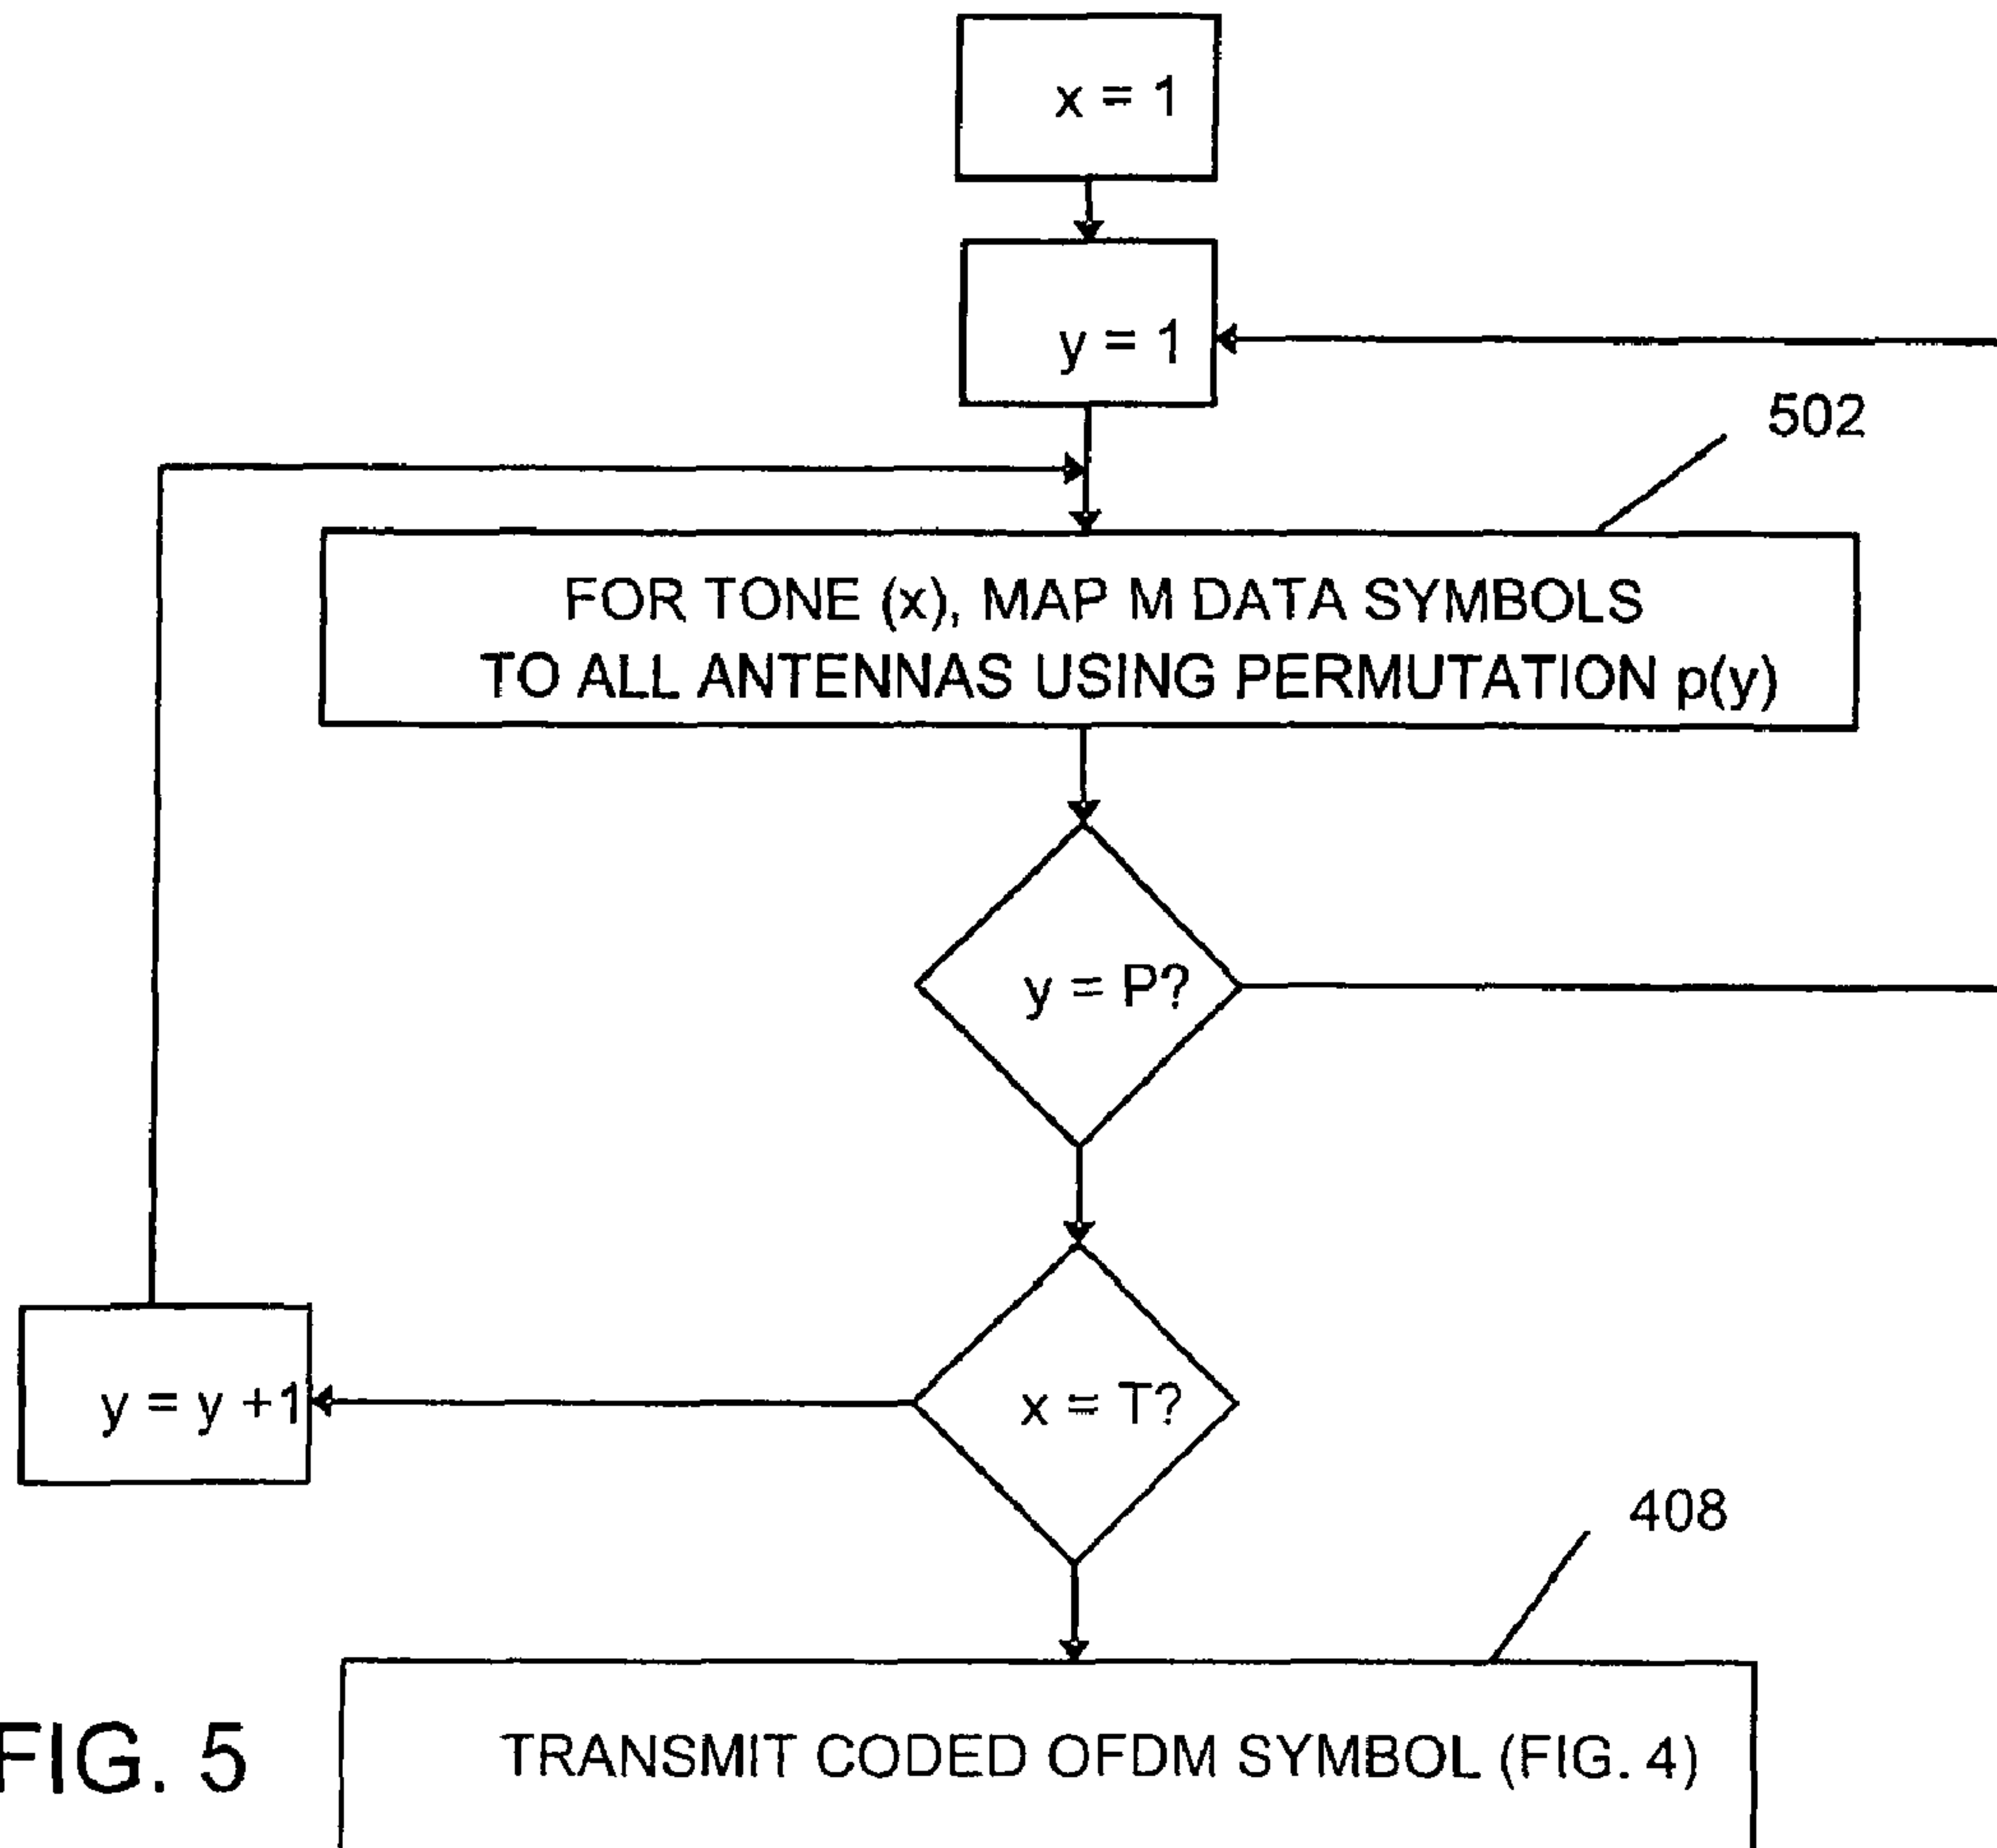 x = 1
y = 1
502
FOR TONE (x), MAP M DATA SYMBOLS
TO ALL ANTENNAS USING PERMUTATION p(y)
y = P?
x = T?
y = y +1
408
TRANSMIT CODED OFDM SYMBOL (FIG. 4)
FIG. 5